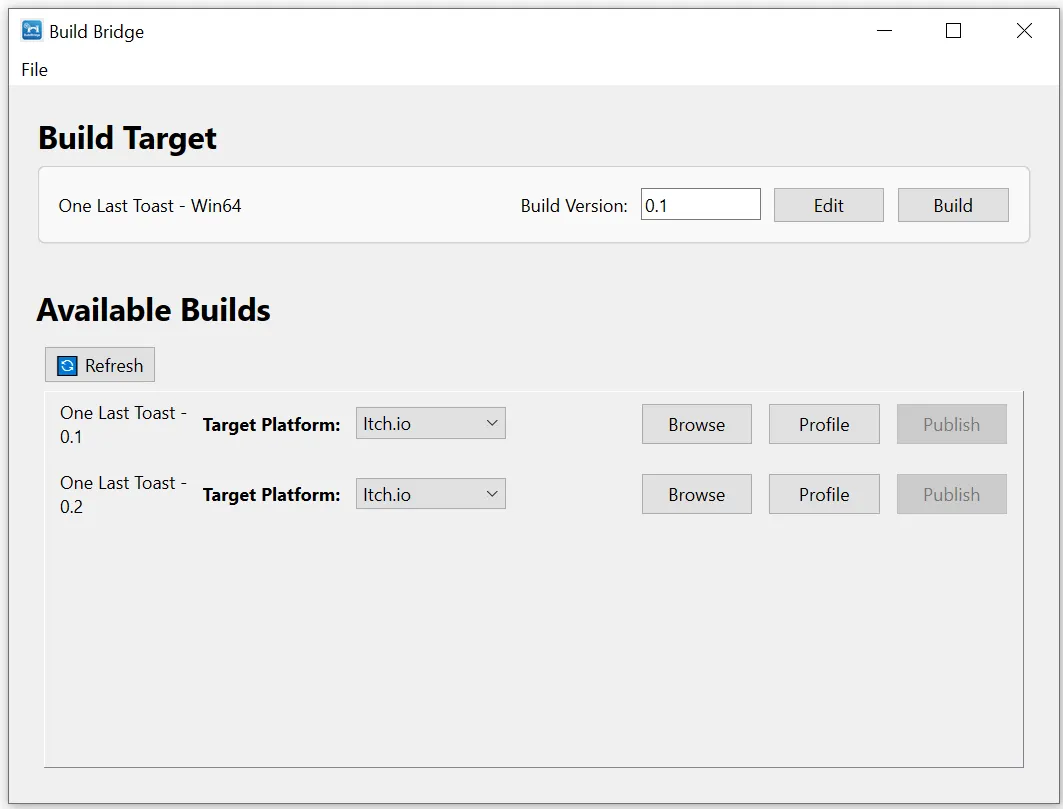 Build Bridge
File
Build Target
One Last Toast - Win64 Build Version: 0.1 Edit Build
Available Builds
Refresh
One Last Toast -
0.1
Target Platform: Itch.io Browse Profile Publish
One Last Toast -
0.2
Target Platform: Itch.io Browse Profile Publish